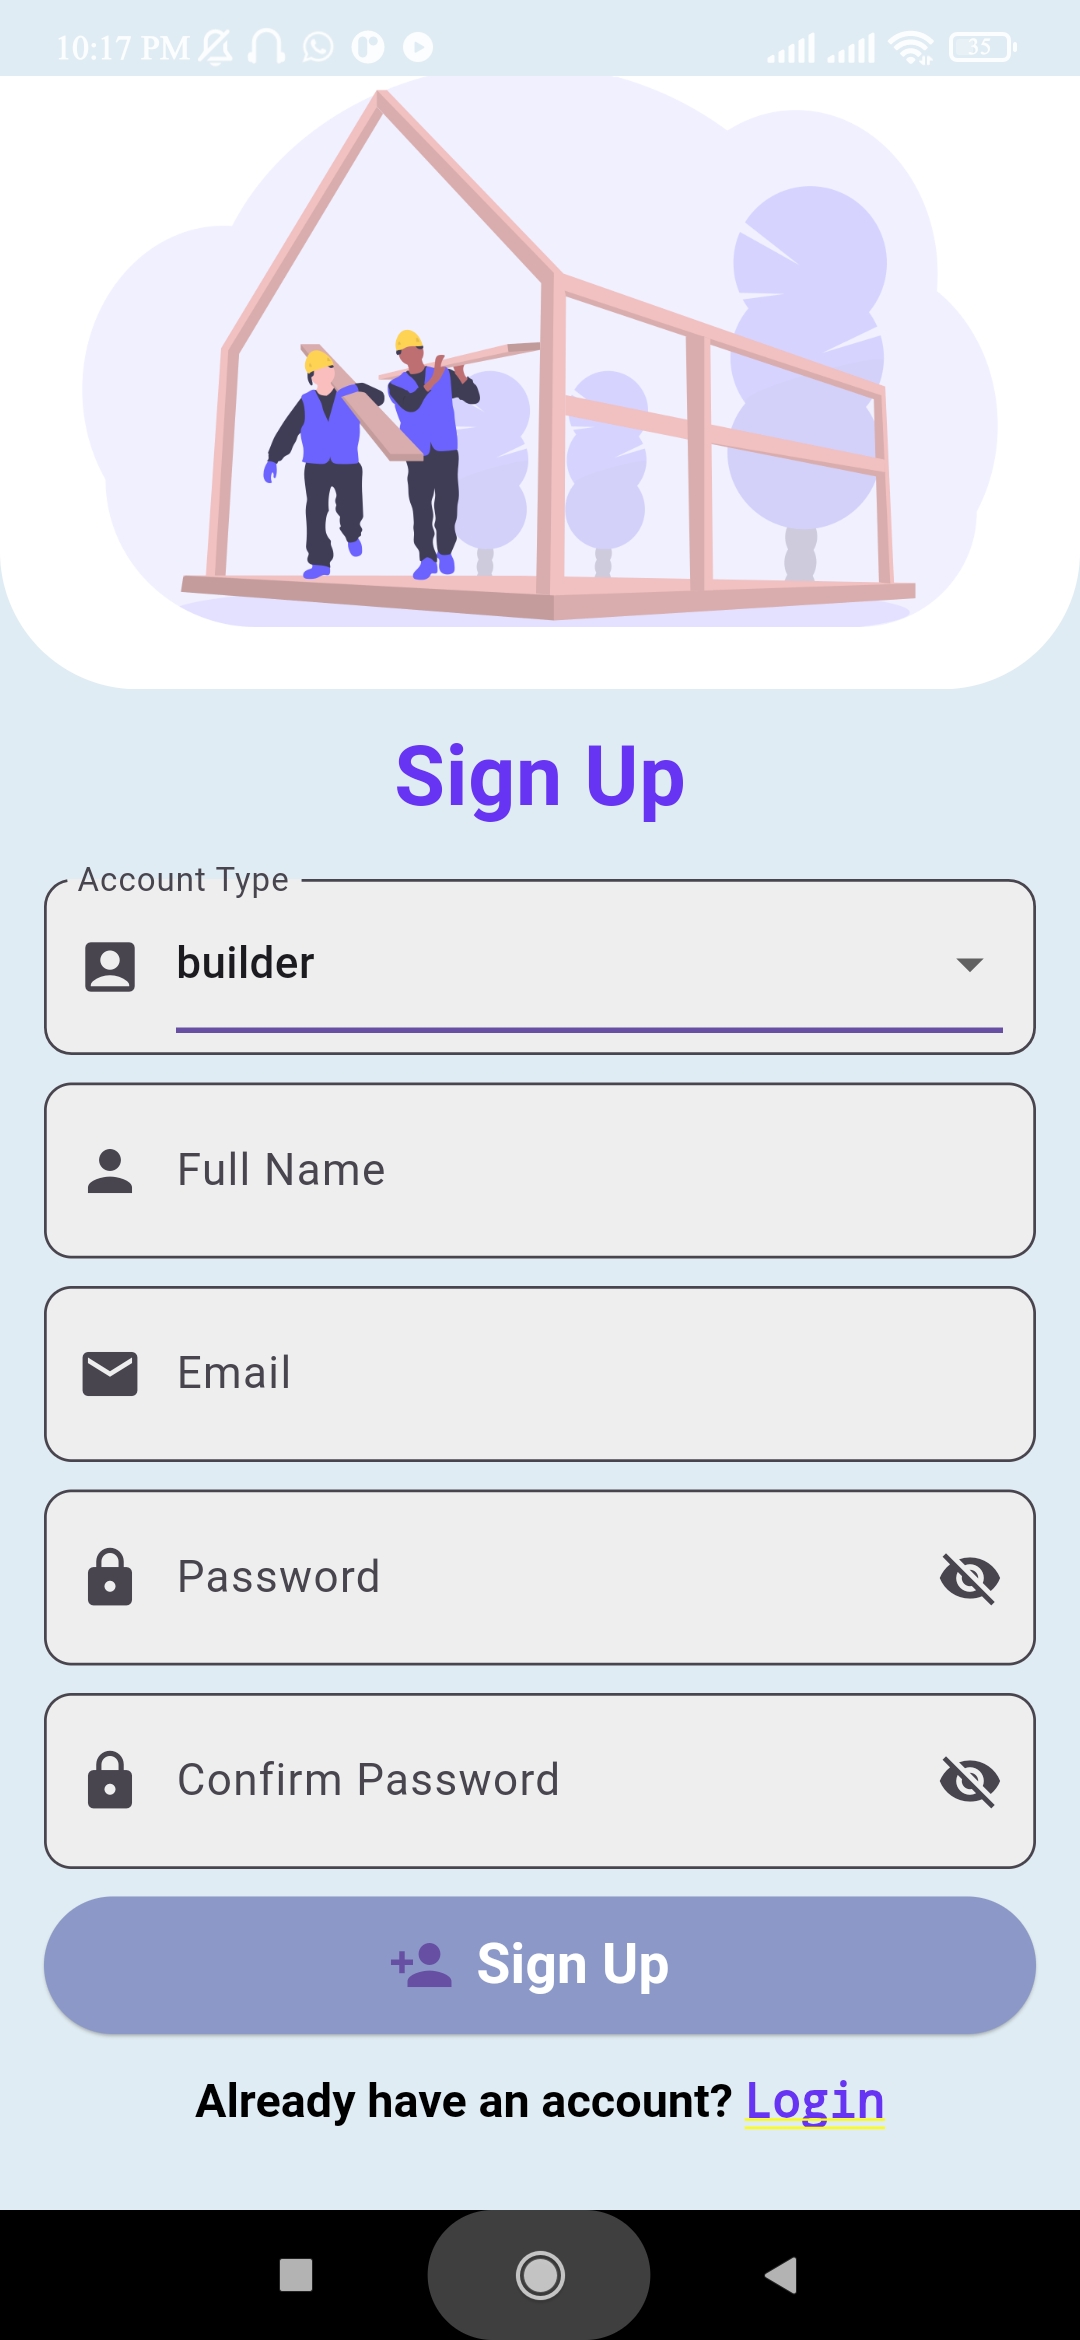 10:17 PM
35
Sign Up
Account Type
builder
Full Name
Email
Password
Confirm Password
Sign Up
Already have an account? Login